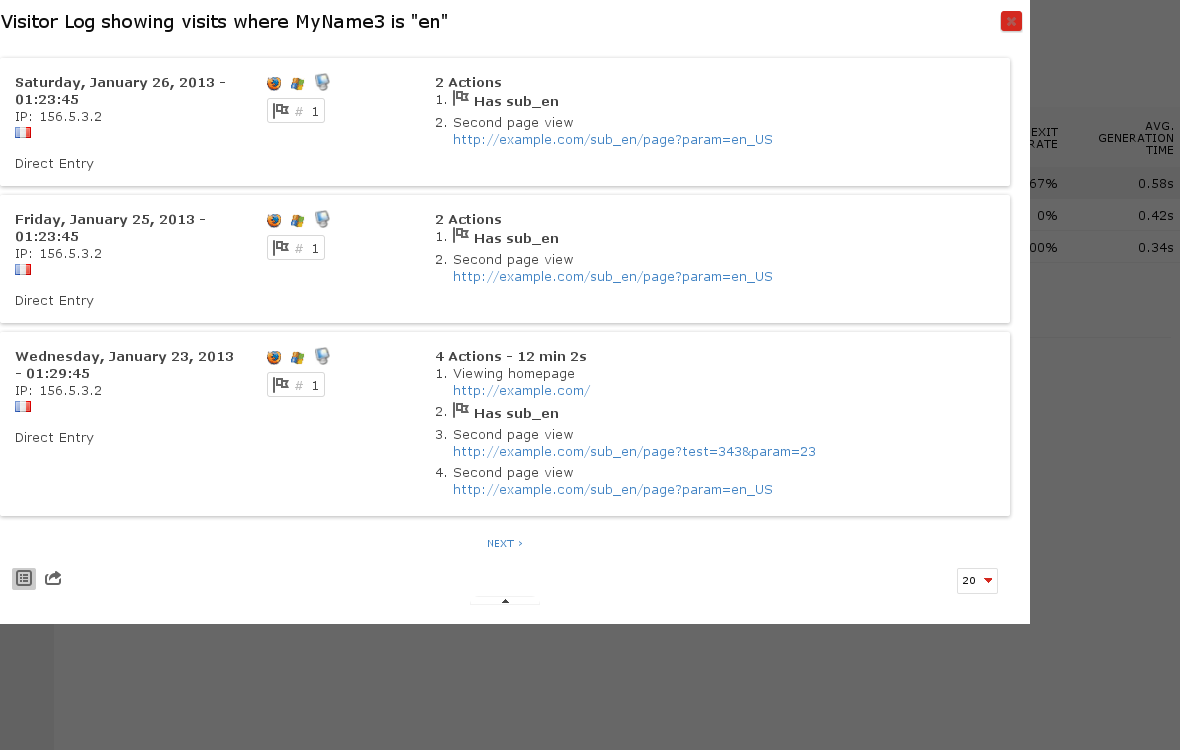 Visitor Log showing visits where MyName3 is "en"
Saturday, January 26, 2013 -
01:23:45
IP: 156.5.3.2
Direct Entry
# 1
2 Actions
1. Has sub_en
2. Second page view
http://example.com/sub_en/page?param=en_US
Friday, January 25, 2013 -
01:23:45
IP: 156.5.3.2
Direct Entry
# 1
2 Actions
1. Has sub_en
2. Second page view
http://example.com/sub_en/page?param=en_US
Wednesday, January 23, 2013
- 01:29:45
IP: 156.5.3.2
Direct Entry
# 1
4 Actions - 12 min 2s
1. Viewing homepage
http://example.com/
2. Has sub_en
3. Second page view
http://example.com/sub_en/page?test=343&param=23
4. Second page view
http://example.com/sub_en/page?param=en_US
NEXT ›
20
EXIT
RATE
AVG.
GENERATION
TIME
67% 0.58s
0% 0.42s
00% 0.34s